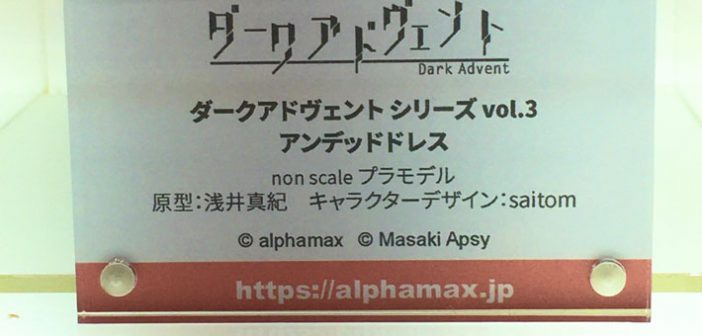 ダークアドヴェント
Dark Advent
ダークアドヴェント シリーズ vol.3
アンデッドドレス
non scale プラモデル
原型：浅井真紀　キャラクターデザイン：saitom
© alphamax © Masaki Apsy
https://alphamax.jp